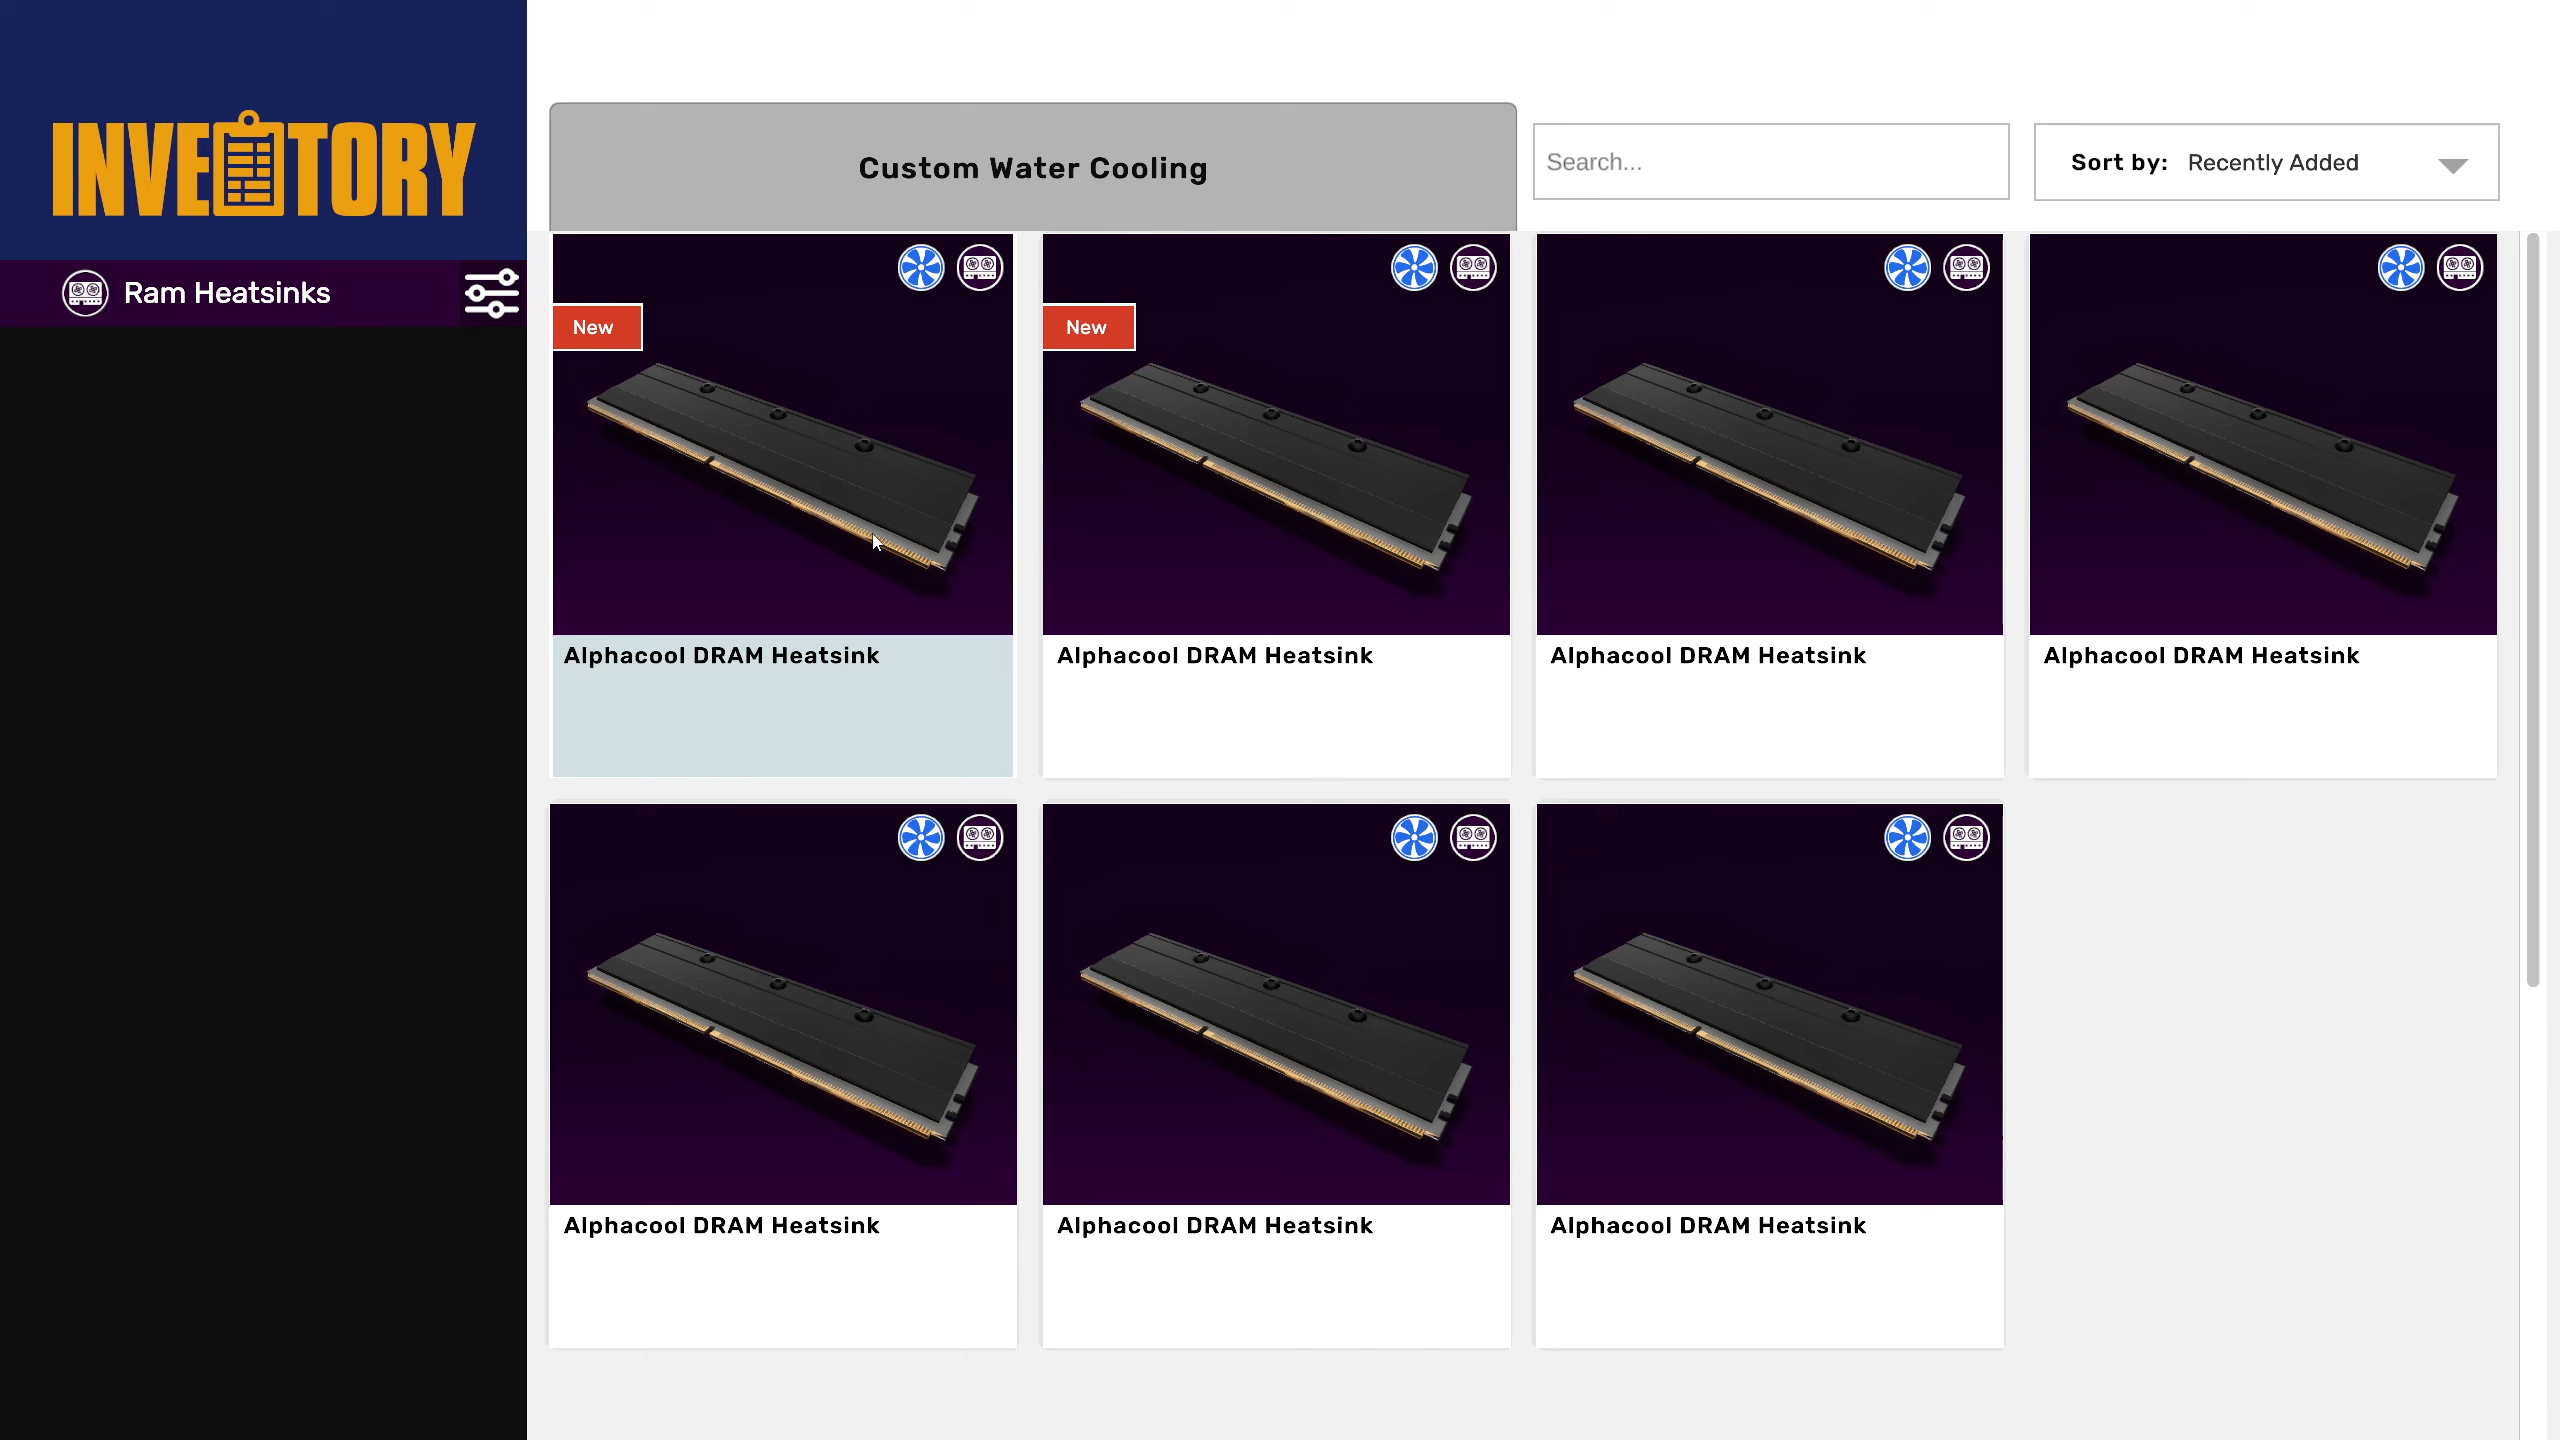 INVENTORY
Custom Water Cooling
Search...
Sort by: Recently Added
Ram Heatsinks
New
New
Alphacool DRAM Heatsink
Alphacool DRAM Heatsink
Alphacool DRAM Heatsink
Alphacool DRAM Heatsink
Alphacool DRAM Heatsink
Alphacool DRAM Heatsink
Alphacool DRAM Heatsink